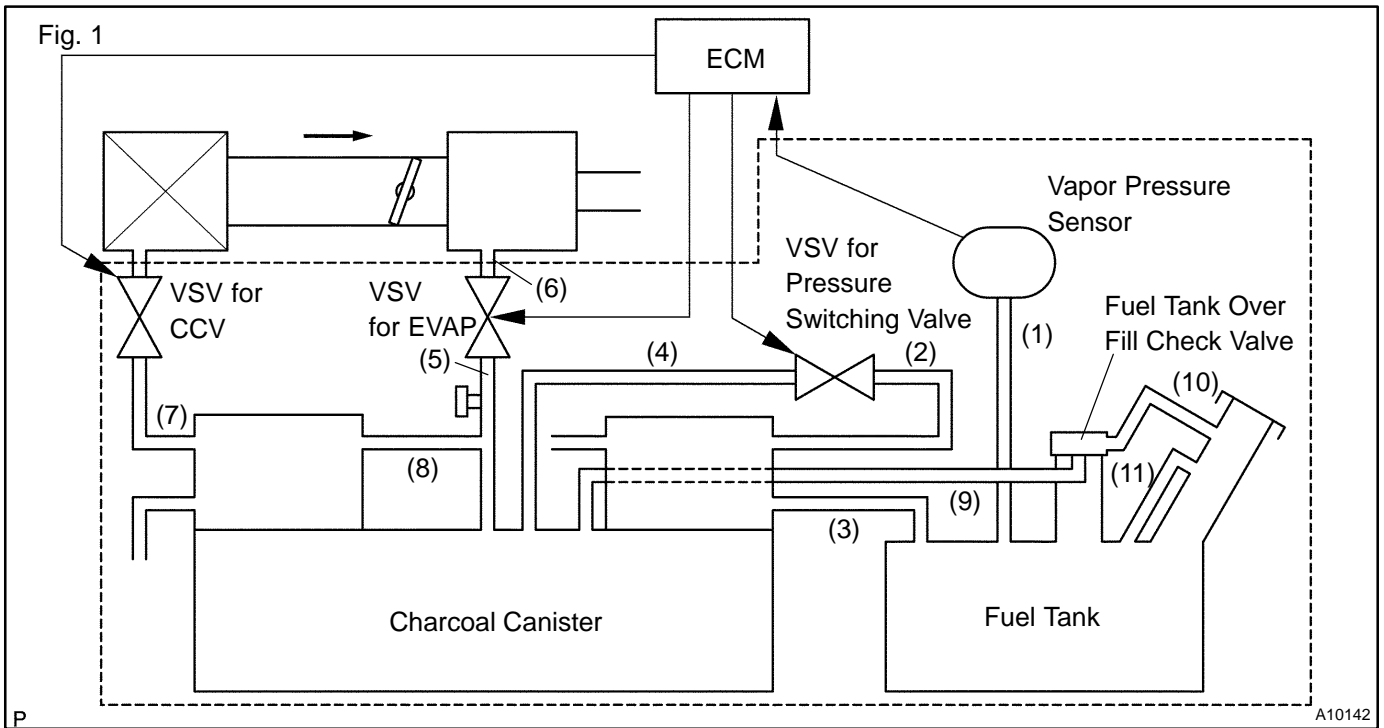 Fig. 1
ECM
Vapor Pressure
Sensor
VSV for
CCV
VSV
for EVAP
(6)
VSV for
Pressure
Switching Valve
Fuel Tank Over
Fill Check Valve
(1)
(2)
(4)
(5)
(10)
(7)
(8)
(11)
(9)
(3)
Charcoal Canister
Fuel Tank
P
A10142